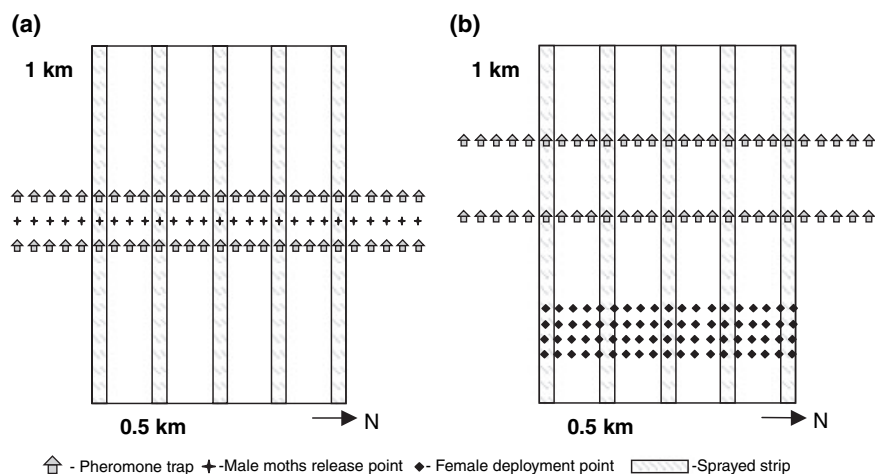 (a)
(b)
1 km
1 km
0.5 km
N
0.5 km
N
- Pheromone trap -Male moths release point - Female deployment point -Sprayed strip